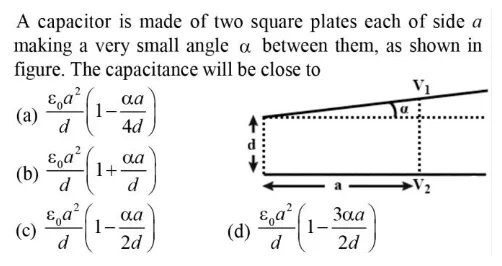 A capacitor is made of two square plates each of side a
making a very small angle α between them, as shown in
figure. The capacitance will be close to
(a) ε₀a²/d (1 − αa/4d)
(b) ε₀a²/d (1 + αa/d)
(c) ε₀a²/d (1 − αa/2d)
(d) ε₀a²/d (1 − 3αa/2d)
V₁
α
d
a
V₂